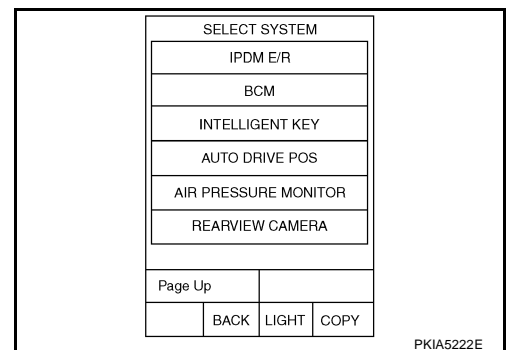 SELECT SYSTEM
IPDM E/R
BCM
INTELLIGENT KEY
AUTO DRIVE POS
AIR PRESSURE MONITOR
REARVIEW CAMERA
Page Up
BACK LIGHT COPY
PKIA5222E